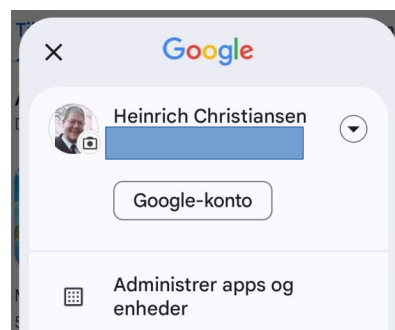 Google
Heinrich Christiansen
Google-konto
Administrer apps og
enheder